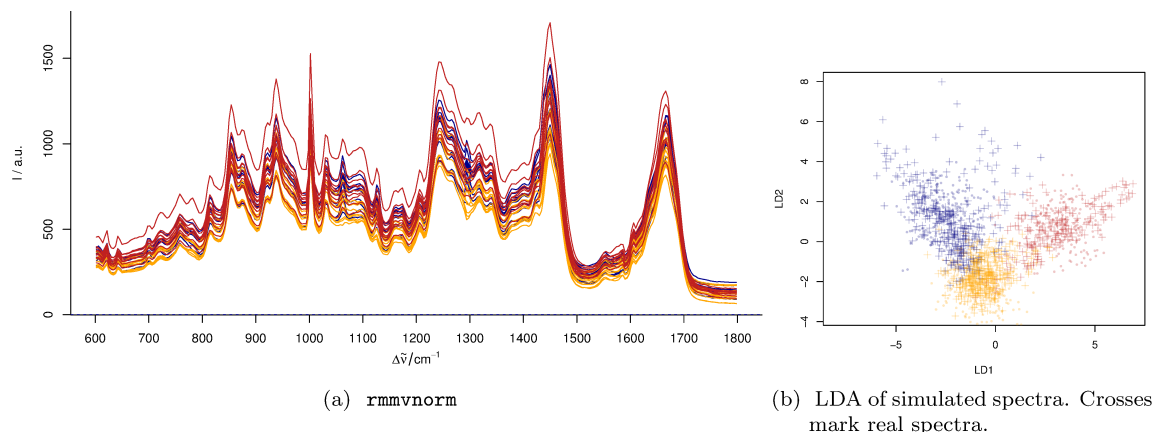 1500
1000
500
0
I / a.u.
600 700 800 900 1000 1100 1200 1300 1400 1500 1600 1700 1800
Δν̃/cm⁻¹
(a) rmmvnorm
8
6
4
2
0
−2
−4
LD2
−5 0 5
LD1
(b) LDA of simulated spectra. Crosses
mark real spectra.